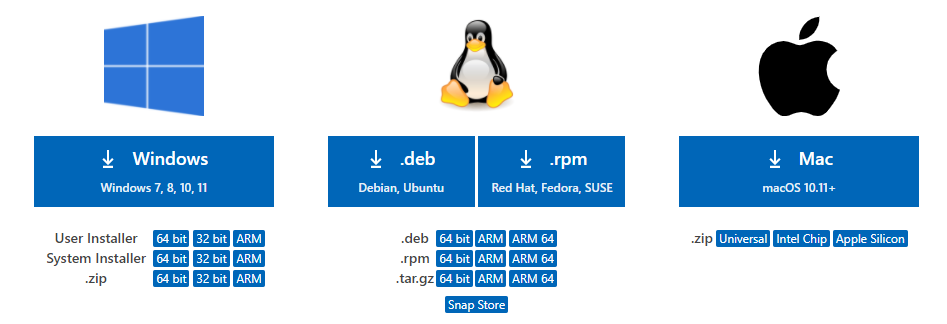 Windows
Windows 7, 8, 10, 11
User Installer 64 bit 32 bit ARM
System Installer 64 bit 32 bit ARM
.zip 64 bit 32 bit ARM
.deb
Debian, Ubuntu
.rpm
Red Hat, Fedora, SUSE
.deb 64 bit ARM ARM 64
.rpm 64 bit ARM ARM 64
.tar.gz 64 bit ARM ARM 64
Snap Store
Mac
macOS 10.11+
.zip Universal Intel Chip Apple Silicon